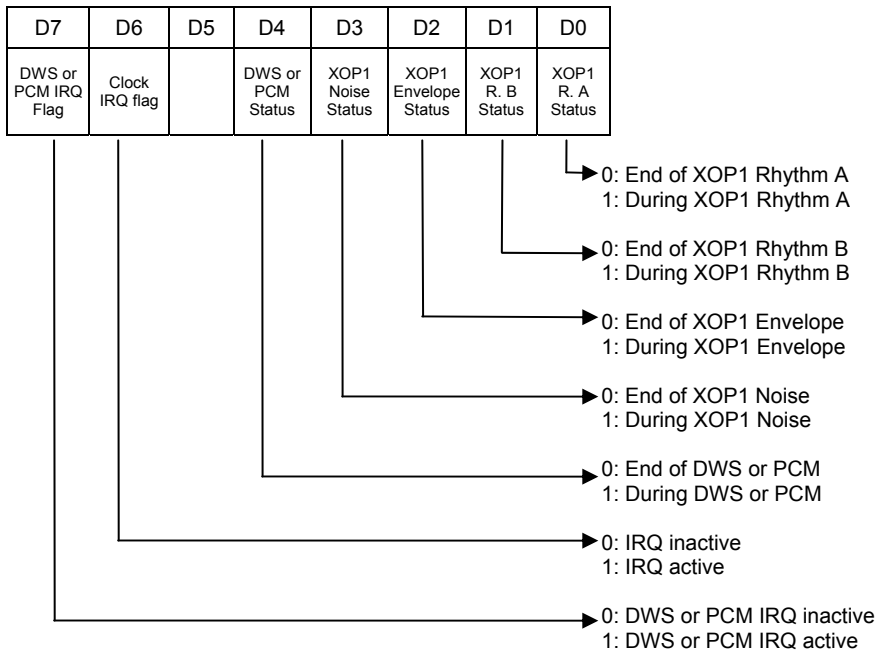 D7 D6 D5 D4 D3 D2 D1 D0
DWS or PCM IRQ Flag
Clock IRQ flag
DWS or PCM Status
XOP1 Noise Status
XOP1 Envelope Status
XOP1 R. B Status
XOP1 R. A Status
0: End of XOP1 Rhythm A
1: During XOP1 Rhythm A
0: End of XOP1 Rhythm B
1: During XOP1 Rhythm B
0: End of XOP1 Envelope
1: During XOP1 Envelope
0: End of XOP1 Noise
1: During XOP1 Noise
0: End of DWS or PCM
1: During DWS or PCM
0: IRQ inactive
1: IRQ active
0: DWS or PCM IRQ inactive
1: DWS or PCM IRQ active